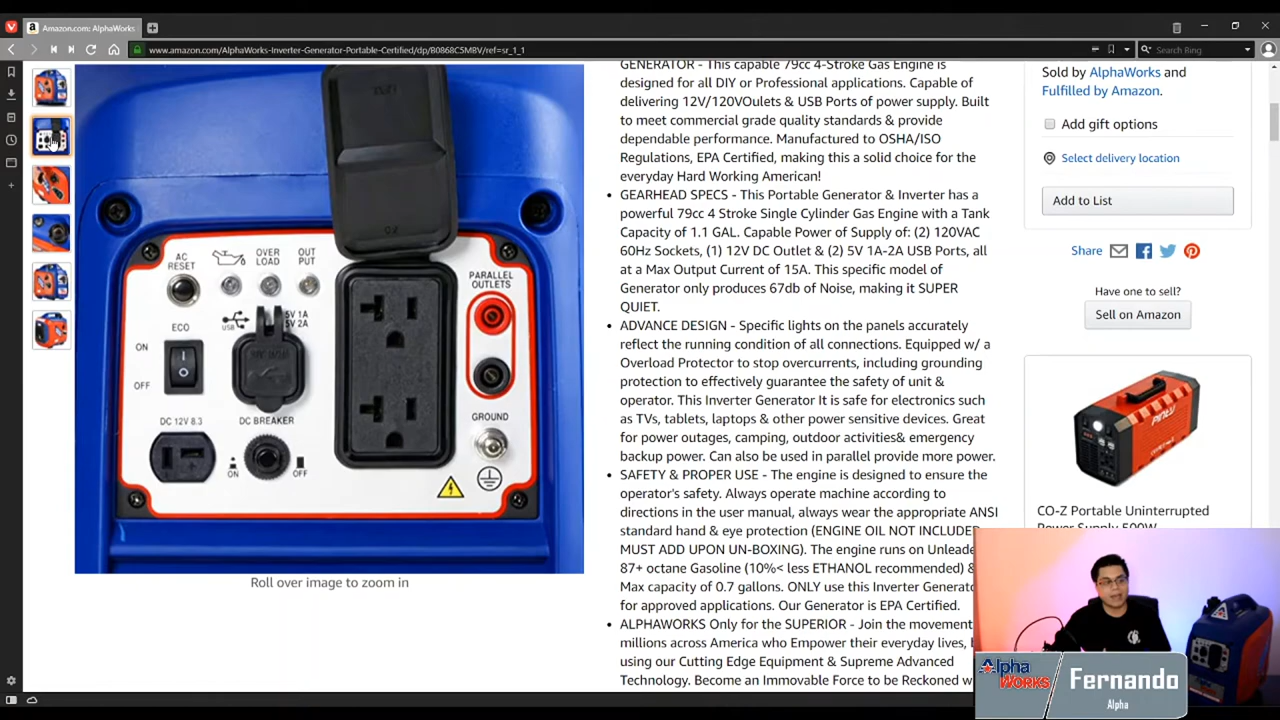 Amazon.com: AlphaWorks
www.amazon.com/AlphaWorks-Inverter-Generator-Portable-Certified/dp/B0868C5M8V/ref=sr_1_1
Search Bing
AC
RESET
OVER
LOAD
OUT
PUT
PARALLEL
OUTLETS
USB
5V 1A
5V 2A
ECO
ON
OFF
DC 12V 8.3
DC BREAKER
ON
OFF
GROUND
Roll over image to zoom in
GENERATOR - This capable 79cc 4-Stroke Gas Engine is
designed for all DIY or Professional applications. Capable of
delivering 12V/120VOulets & USB Ports of power supply. Built
to meet commercial grade quality standards & provide
dependable performance. Manufactured to OSHA/ISO
Regulations, EPA Certified, making this a solid choice for the
everyday Hard Working American!
• GEARHEAD SPECS - This Portable Generator & Inverter has a
powerful 79cc 4 Stroke Single Cylinder Gas Engine with a Tank
Capacity of 1.1 GAL. Capable Power of Supply of: (2) 120VAC
60Hz Sockets, (1) 12V DC Outlet & (2) 5V 1A-2A USB Ports, all
at a Max Output Current of 15A. This specific model of
Generator only produces 67db of Noise, making it SUPER
QUIET.
• ADVANCE DESIGN - Specific lights on the panels accurately
reflect the running condition of all connections. Equipped w/ a
Overload Protector to stop overcurrents, including grounding
protection to effectively guarantee the safety of unit &
operator. This Inverter Generator It is safe for electronics such
as TVs, tablets, laptops & other power sensitive devices. Great
for power outages, camping, outdoor activities& emergency
backup power. Can also be used in parallel provide more power.
• SAFETY & PROPER USE - The engine is designed to ensure the
operator's safety. Always operate machine according to
directions in the user manual, always wear the appropriate ANSI
standard hand & eye protection (ENGINE OIL NOT INCLUDED
MUST ADD UPON UN-BOXING). The engine runs on Unleade
87+ octane Gasoline (10%< less ETHANOL recommended) &
Max capacity of 0.7 gallons. ONLY use this Inverter Generato
for approved applications. Our Generator is EPA Certified.
• ALPHAWORKS Only for the SUPERIOR - Join the movement
millions across America who Empower their everyday lives,
using our Cutting Edge Equipment & Supreme Advanced
Technology. Become an Immovable Force to be Reckoned w
Sold by AlphaWorks and
Fulfilled by Amazon.
Add gift options
Select delivery location
Add to List
Share
Have one to sell?
Sell on Amazon
CO-Z Portable Uninterrupted
Power Supply 500W
Alpha
WORKS
Fernando
Alpha